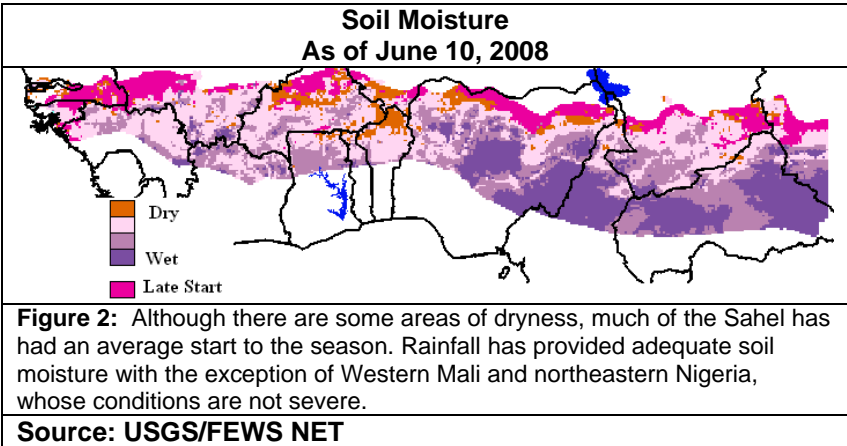 Soil Moisture
As of June 10, 2008
Dry
Wet
Late Start
Figure 2: Although there are some areas of dryness, much of the Sahel has
had an average start to the season. Rainfall has provided adequate soil
moisture with the exception of Western Mali and northeastern Nigeria,
whose conditions are not severe.
Source: USGS/FEWS NET